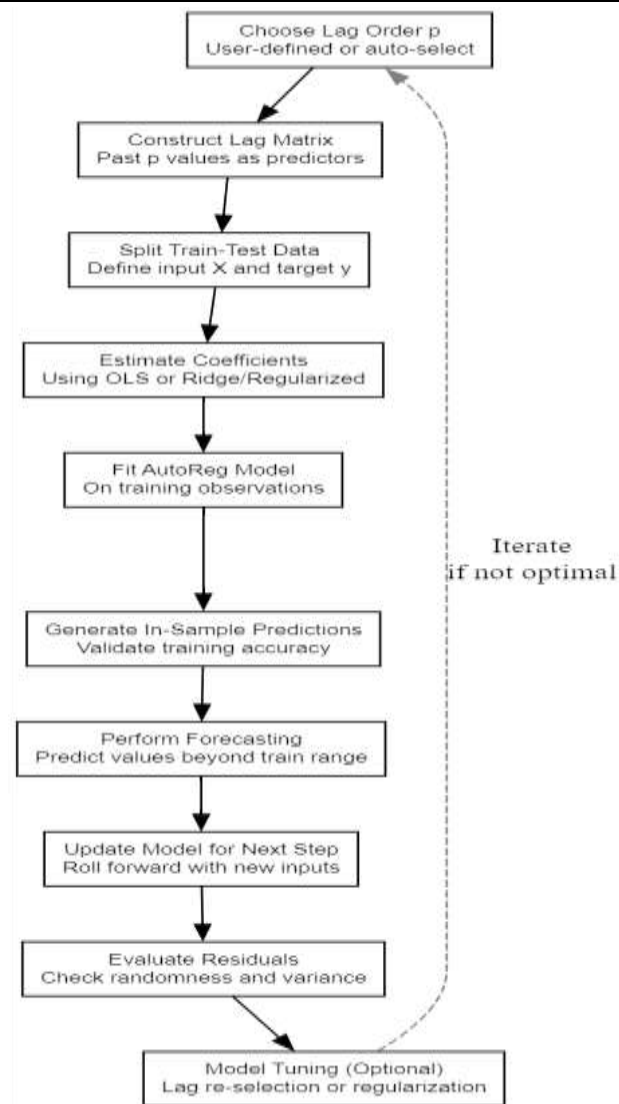 Choose Lag Order p
User-defined or auto-select
Construct Lag Matrix
Past p values as predictors
Split Train-Test Data
Define input X and target y
Estimate Coefficients
Using OLS or Ridge/Regularized
Fit AutoReg Model
On training observations
Iterate
if not optimal
Generate In-Sample Predictions
Validate training accuracy
Perform Forecasting
Predict values beyond train range
Update Model for Next Step
Roll forward with new inputs
Evaluate Residuals
Check randomness and variance
Model Tuning (Optional)
Lag re-selection or regularization